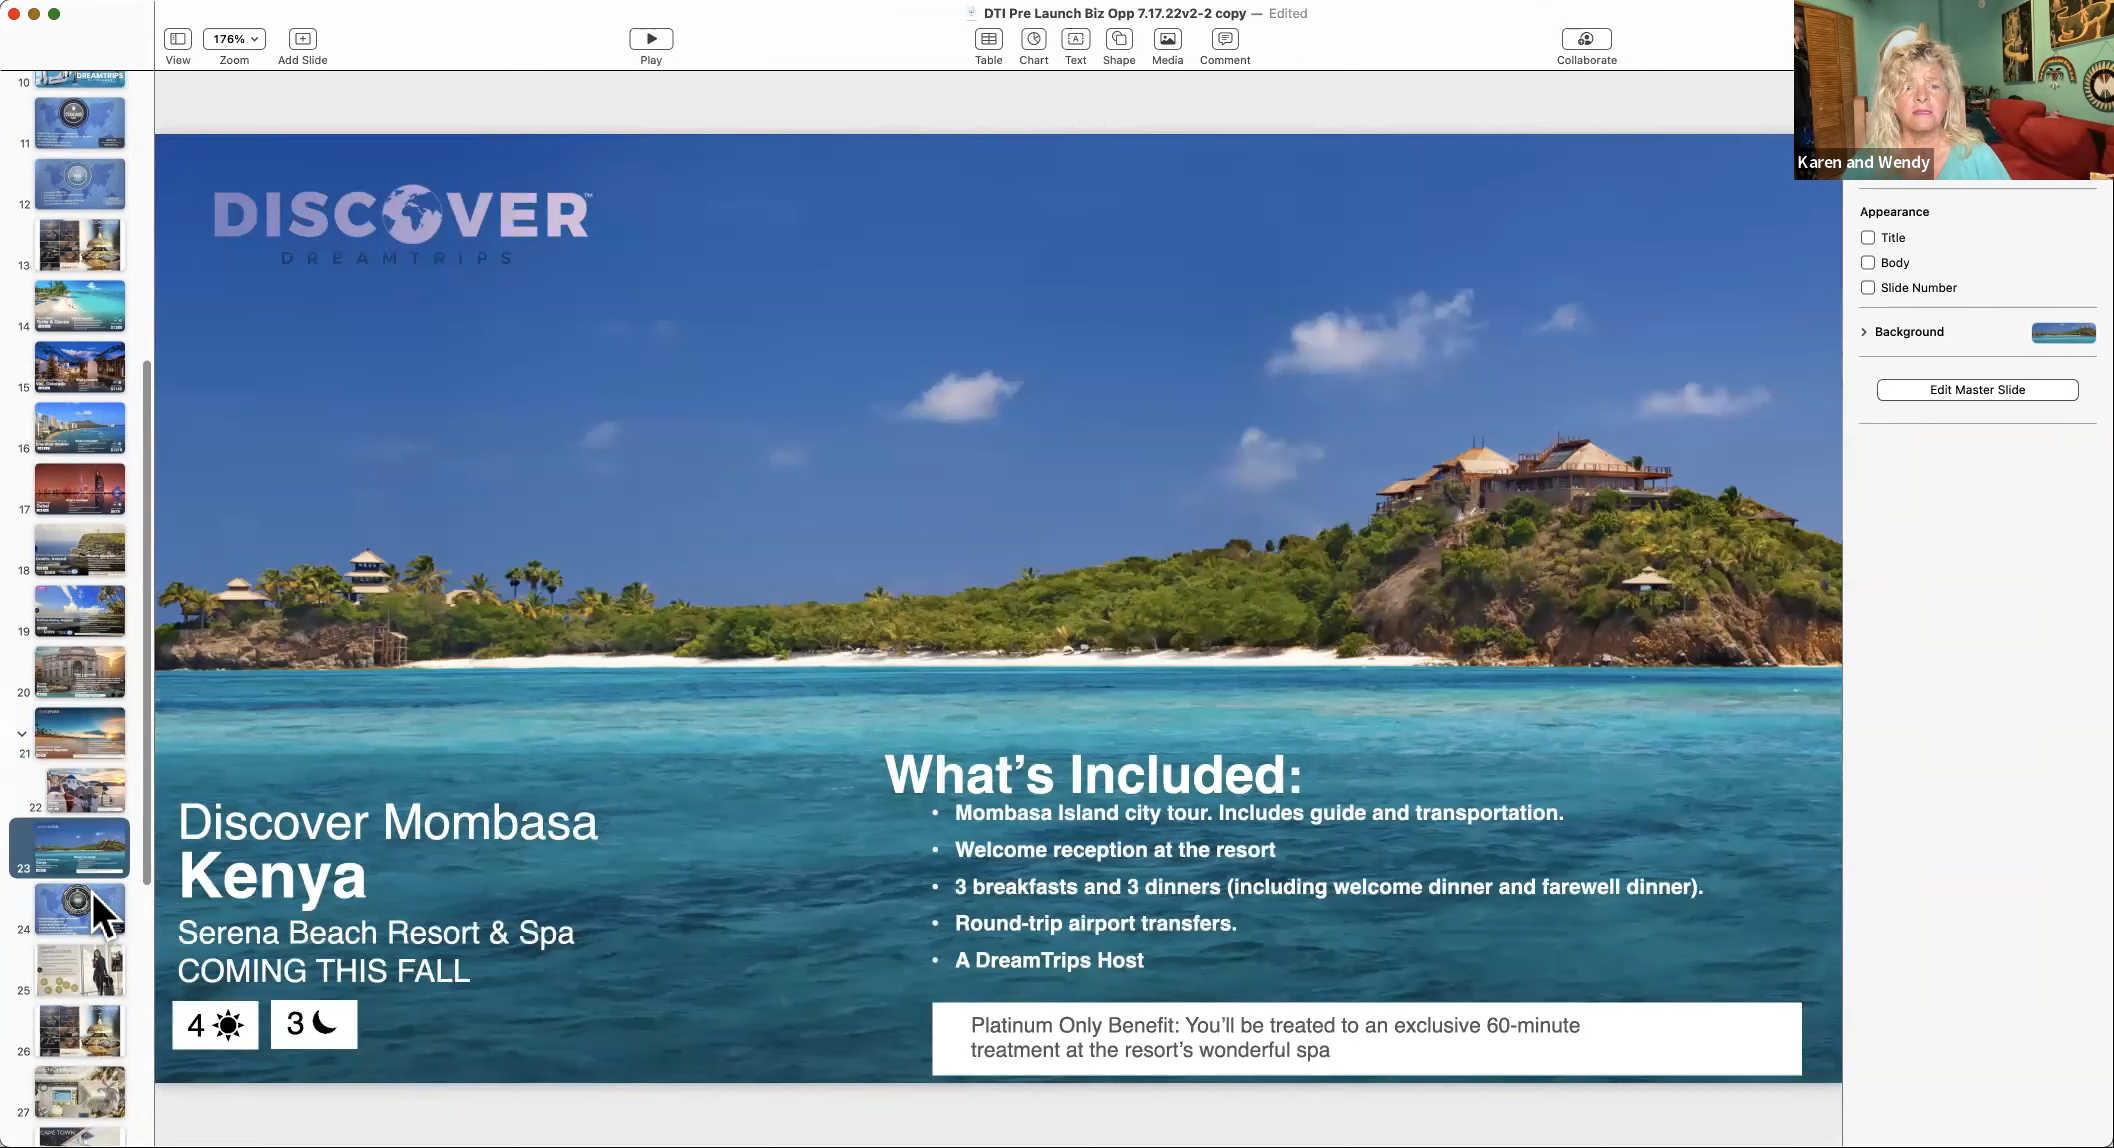 DTI Pre Launch Biz Opp 7.17.22v2-2 copy — Edited
176%
View
Zoom
Add Slide
Play
Table
Chart
Text
Shape
Media
Comment
Collaborate
Karen and Wendy
Appearance
Title
Body
Slide Number
Background
Edit Master Slide
10
DREAMTRIPS
11
12
13
14
15
16
17
18
19
20
21
22
23
24
25
26
27
CAPE TOWN
DISCOVER™
DREAMTRIPS
Discover Mombasa
Kenya
Serena Beach Resort & Spa
COMING THIS FALL
4
3
What’s Included:
• Mombasa Island city tour. Includes guide and transportation.
• Welcome reception at the resort
• 3 breakfasts and 3 dinners (including welcome dinner and farewell dinner).
• Round-trip airport transfers.
• A DreamTrips Host
Platinum Only Benefit: You’ll be treated to an exclusive 60-minute
treatment at the resort’s wonderful spa